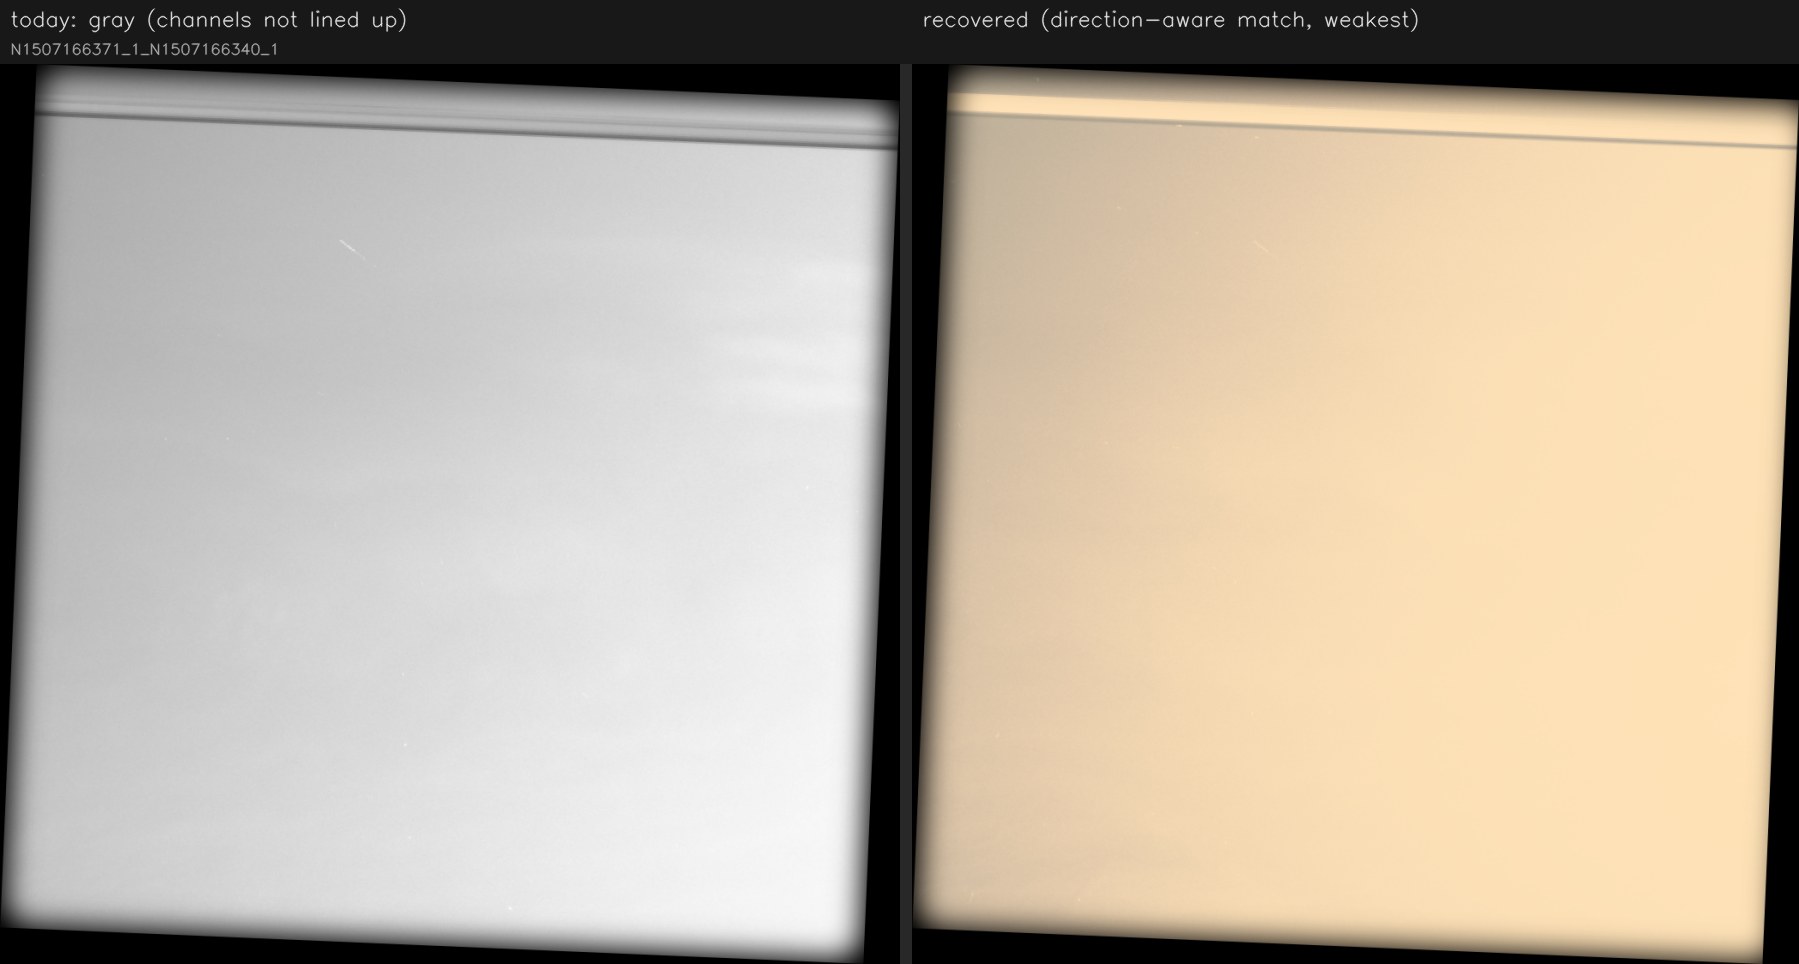 today: gray (channels not lined up)
N1507166371_1_N1507166340_1
recovered (direction-aware match, weakest)